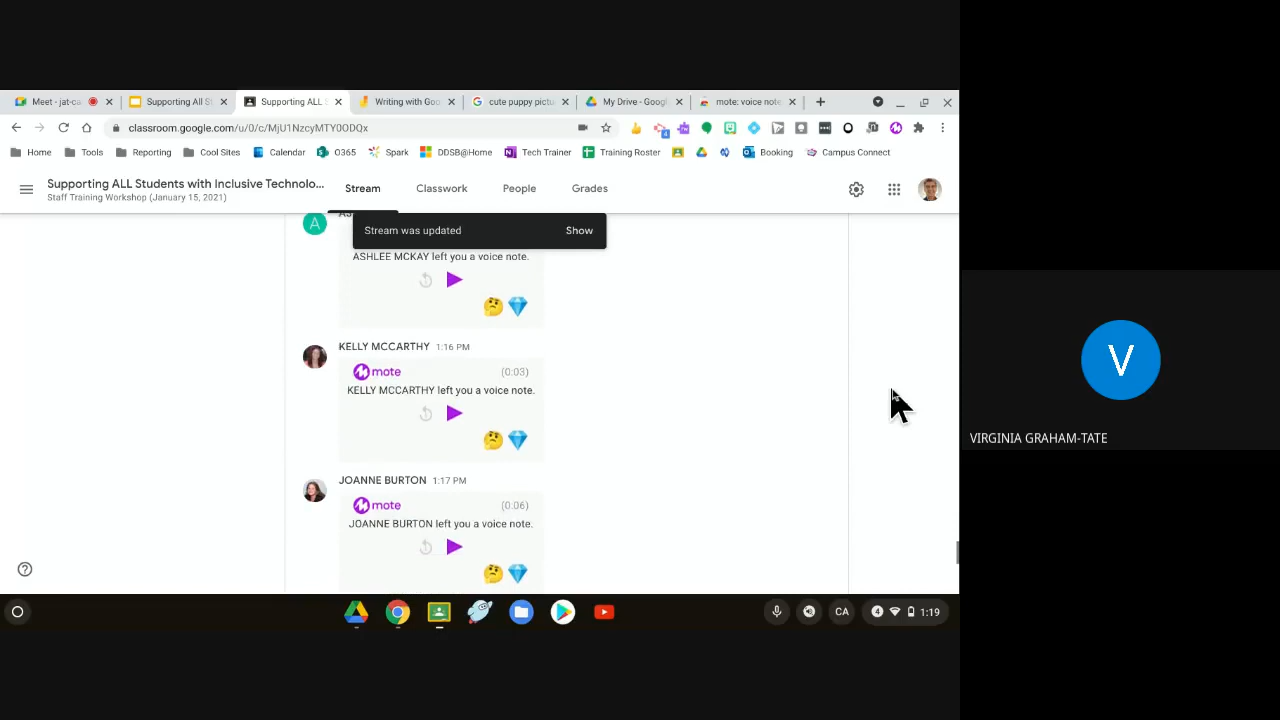 Meet - jat-ca
Supporting All St
Supporting ALL S
Writing with Goo
cute puppy pictu
My Drive - Googl
mote: voice note
classroom.google.com/u/0/c/MjU1NzcyMTY0ODQx
4
Home
Tools
Reporting
Cool Sites
Calendar
O365
Spark
DDSB@Home
Tech Trainer
Training Roster
Booking
Campus Connect
Supporting ALL Students with Inclusive Technolo...
Staff Training Workshop (January 15, 2021)
Stream
Classwork
People
Grades
A
Stream was updated
Show
ASHLEE MCKAY left you a voice note.
KELLY MCCARTHY 1:16 PM
mote (0:03)
KELLY MCCARTHY left you a voice note.
JOANNE BURTON 1:17 PM
mote (0:06)
JOANNE BURTON left you a voice note.
CA
4
1:19
V
VIRGINIA GRAHAM-TATE